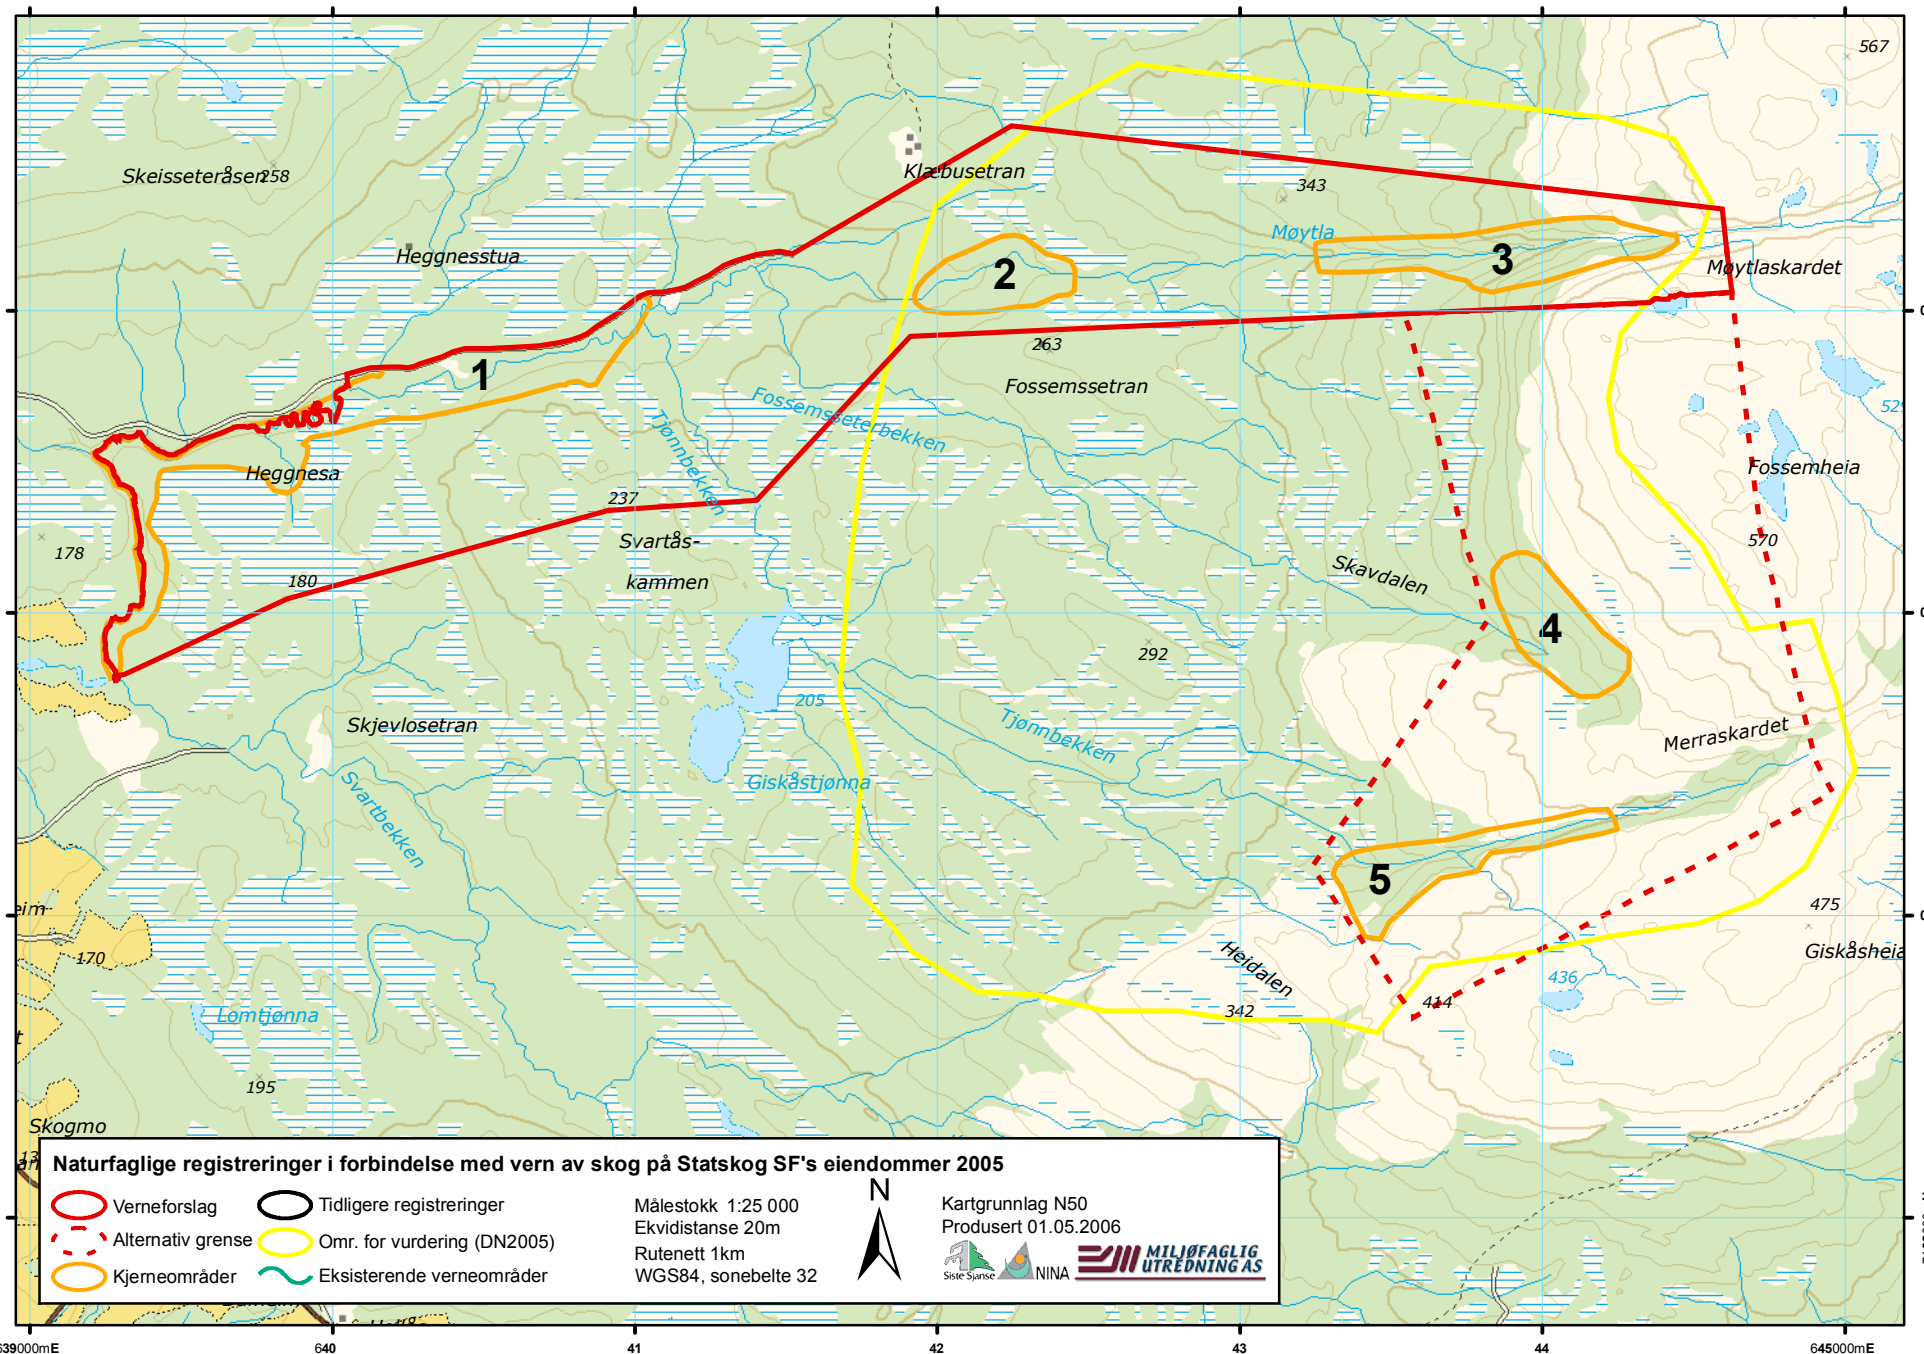 567
Skeisseteråsen
258
Klæbusetran
343
Heggnesstua
Møytla
2
3
Møytlaskardet
263
1
Fossemssetran
Fossemsseterbekken
529
Tjønnbekken
Heggnesa
Fossemheia
237
178
Svartås-
kammen
570
180
Skavdalen
4
292
205
Skjevlosetran
Tjønnbekken
Merraskardet
Giskåstjønna
Svartbekken
5
475
170
Heidalen
Giskåsheia
436
414
342
Lomtjønna
195
Skogmo
Naturfaglige registreringer i forbindelse med vern av skog på Statskog SF's eiendommer 2005
Verneforslag
Alternativ grense
Kjerneområder
Tidligere registreringer
Omr. for vurdering (DN2005)
Eksisterende verneområder
Målestokk 1:25 000
Ekvidistanse 20m
Rutenett 1km
WGS84, sonebelte 32
N
Kartgrunnlag N50
Produsert 01.05.2006
Siste Sjanse
NINA
MILJØFAGLIG
UTREDNING AS
639000mE
640
41
42
43
44
645000mE